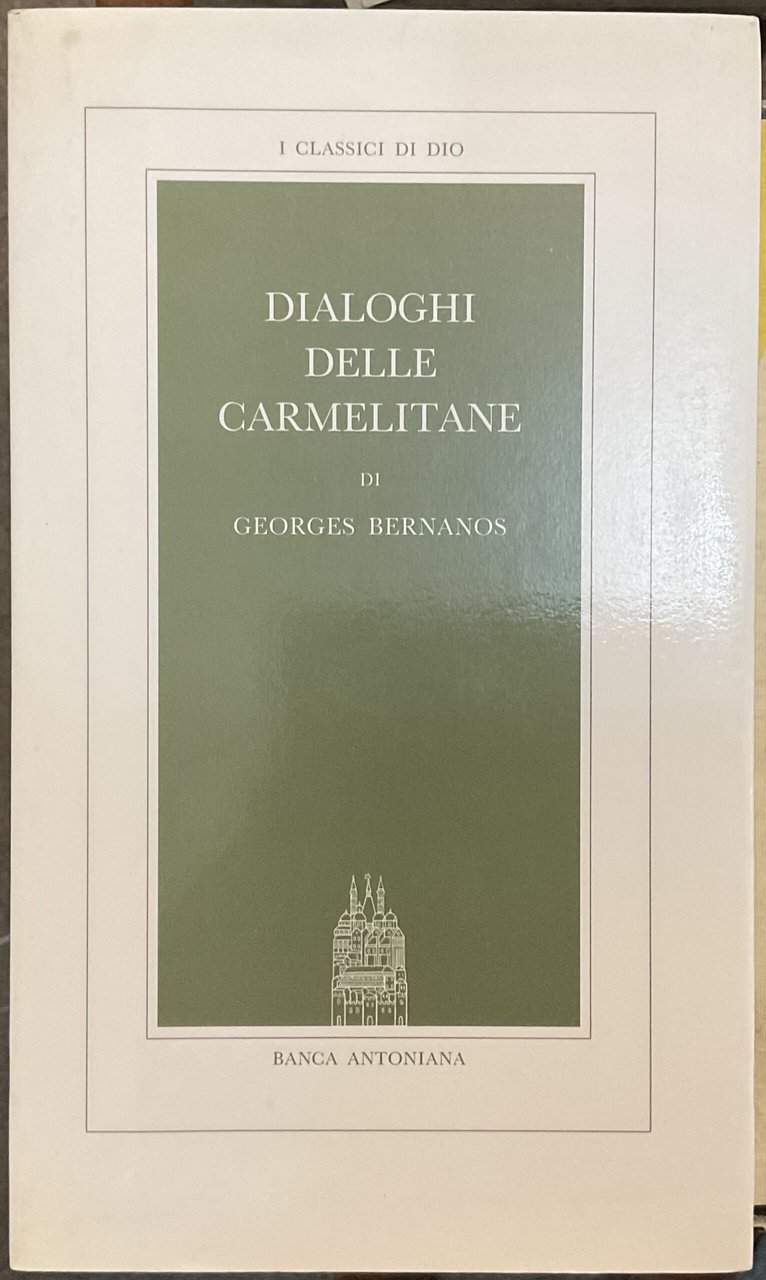 I CLASSICI DI DIO
DIALOGHI
DELLE
CARMELITANE
DI
GEORGES BERNANOS
BANCA ANTONIANA